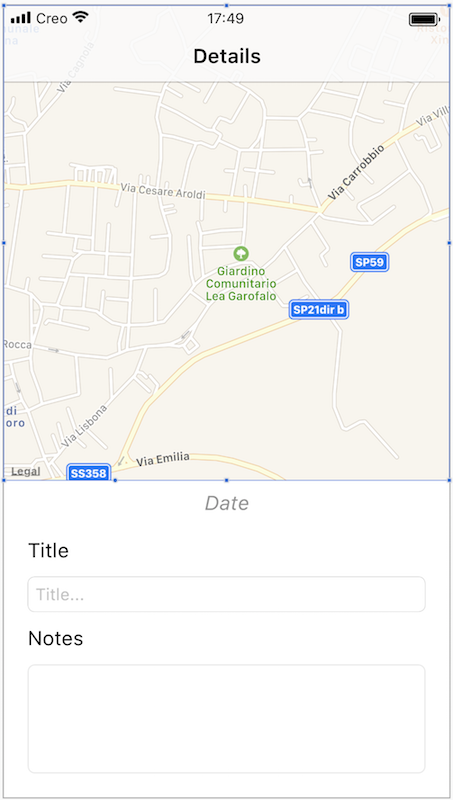 Creo 17:49
Details
Via Cagnola
Via Vill
Via Carrobbio
Via Cesare Aroldi
SP59
Giardino
Comunitario
Lea Garofalo
SP21dir b
Rocca
di
oro
Via Lisbona
Via Emilia
Legal
SS358
Date
Title
Title...
Notes